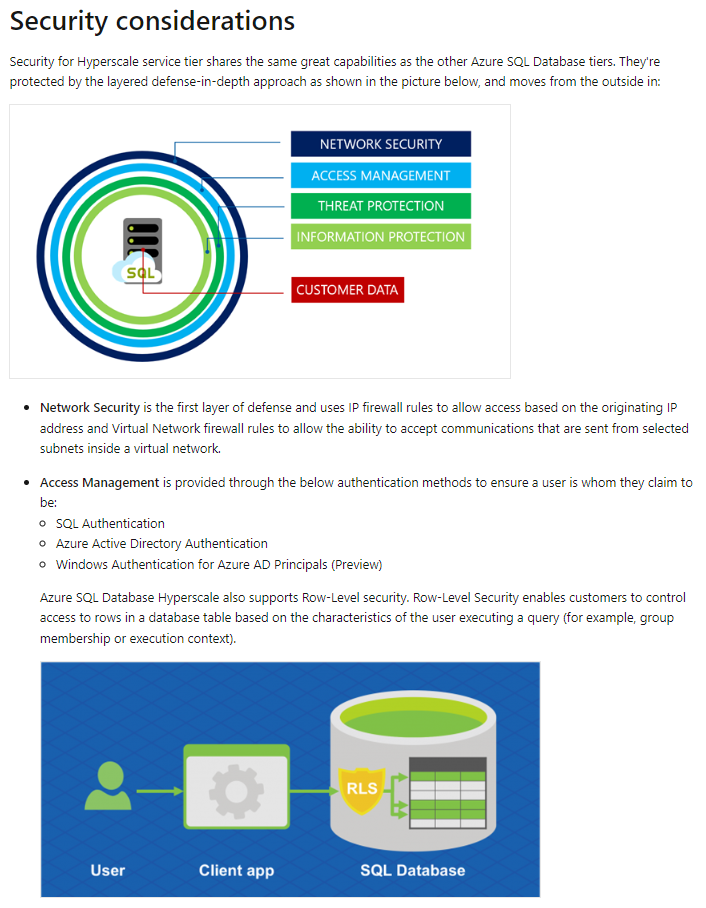 Security considerations
Security for Hyperscale service tier shares the same great capabilities as the other Azure SQL Database tiers. They're
protected by the layered defense-in-depth approach as shown in the picture below, and moves from the outside in:
NETWORK SECURITY
ACCESS MANAGEMENT
THREAT PROTECTION
INFORMATION PROTECTION
SQL
CUSTOMER DATA
• Network Security is the first layer of defense and uses IP firewall rules to allow access based on the originating IP
address and Virtual Network firewall rules to allow the ability to accept communications that are sent from selected
subnets inside a virtual network.
• Access Management is provided through the below authentication methods to ensure a user is whom they claim to
be:
○ SQL Authentication
○ Azure Active Directory Authentication
○ Windows Authentication for Azure AD Principals (Preview)
Azure SQL Database Hyperscale also supports Row-Level security. Row-Level Security enables customers to control
access to rows in a database table based on the characteristics of the user executing a query (for example, group
membership or execution context).
RLS
User
Client app
SQL Database